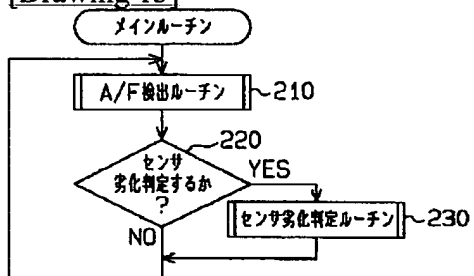 メインルーチン
A/F検出ルーチン
210
220
センサ
劣化判定するか
?
YES
センサ劣化判定ルーチン
230
NO